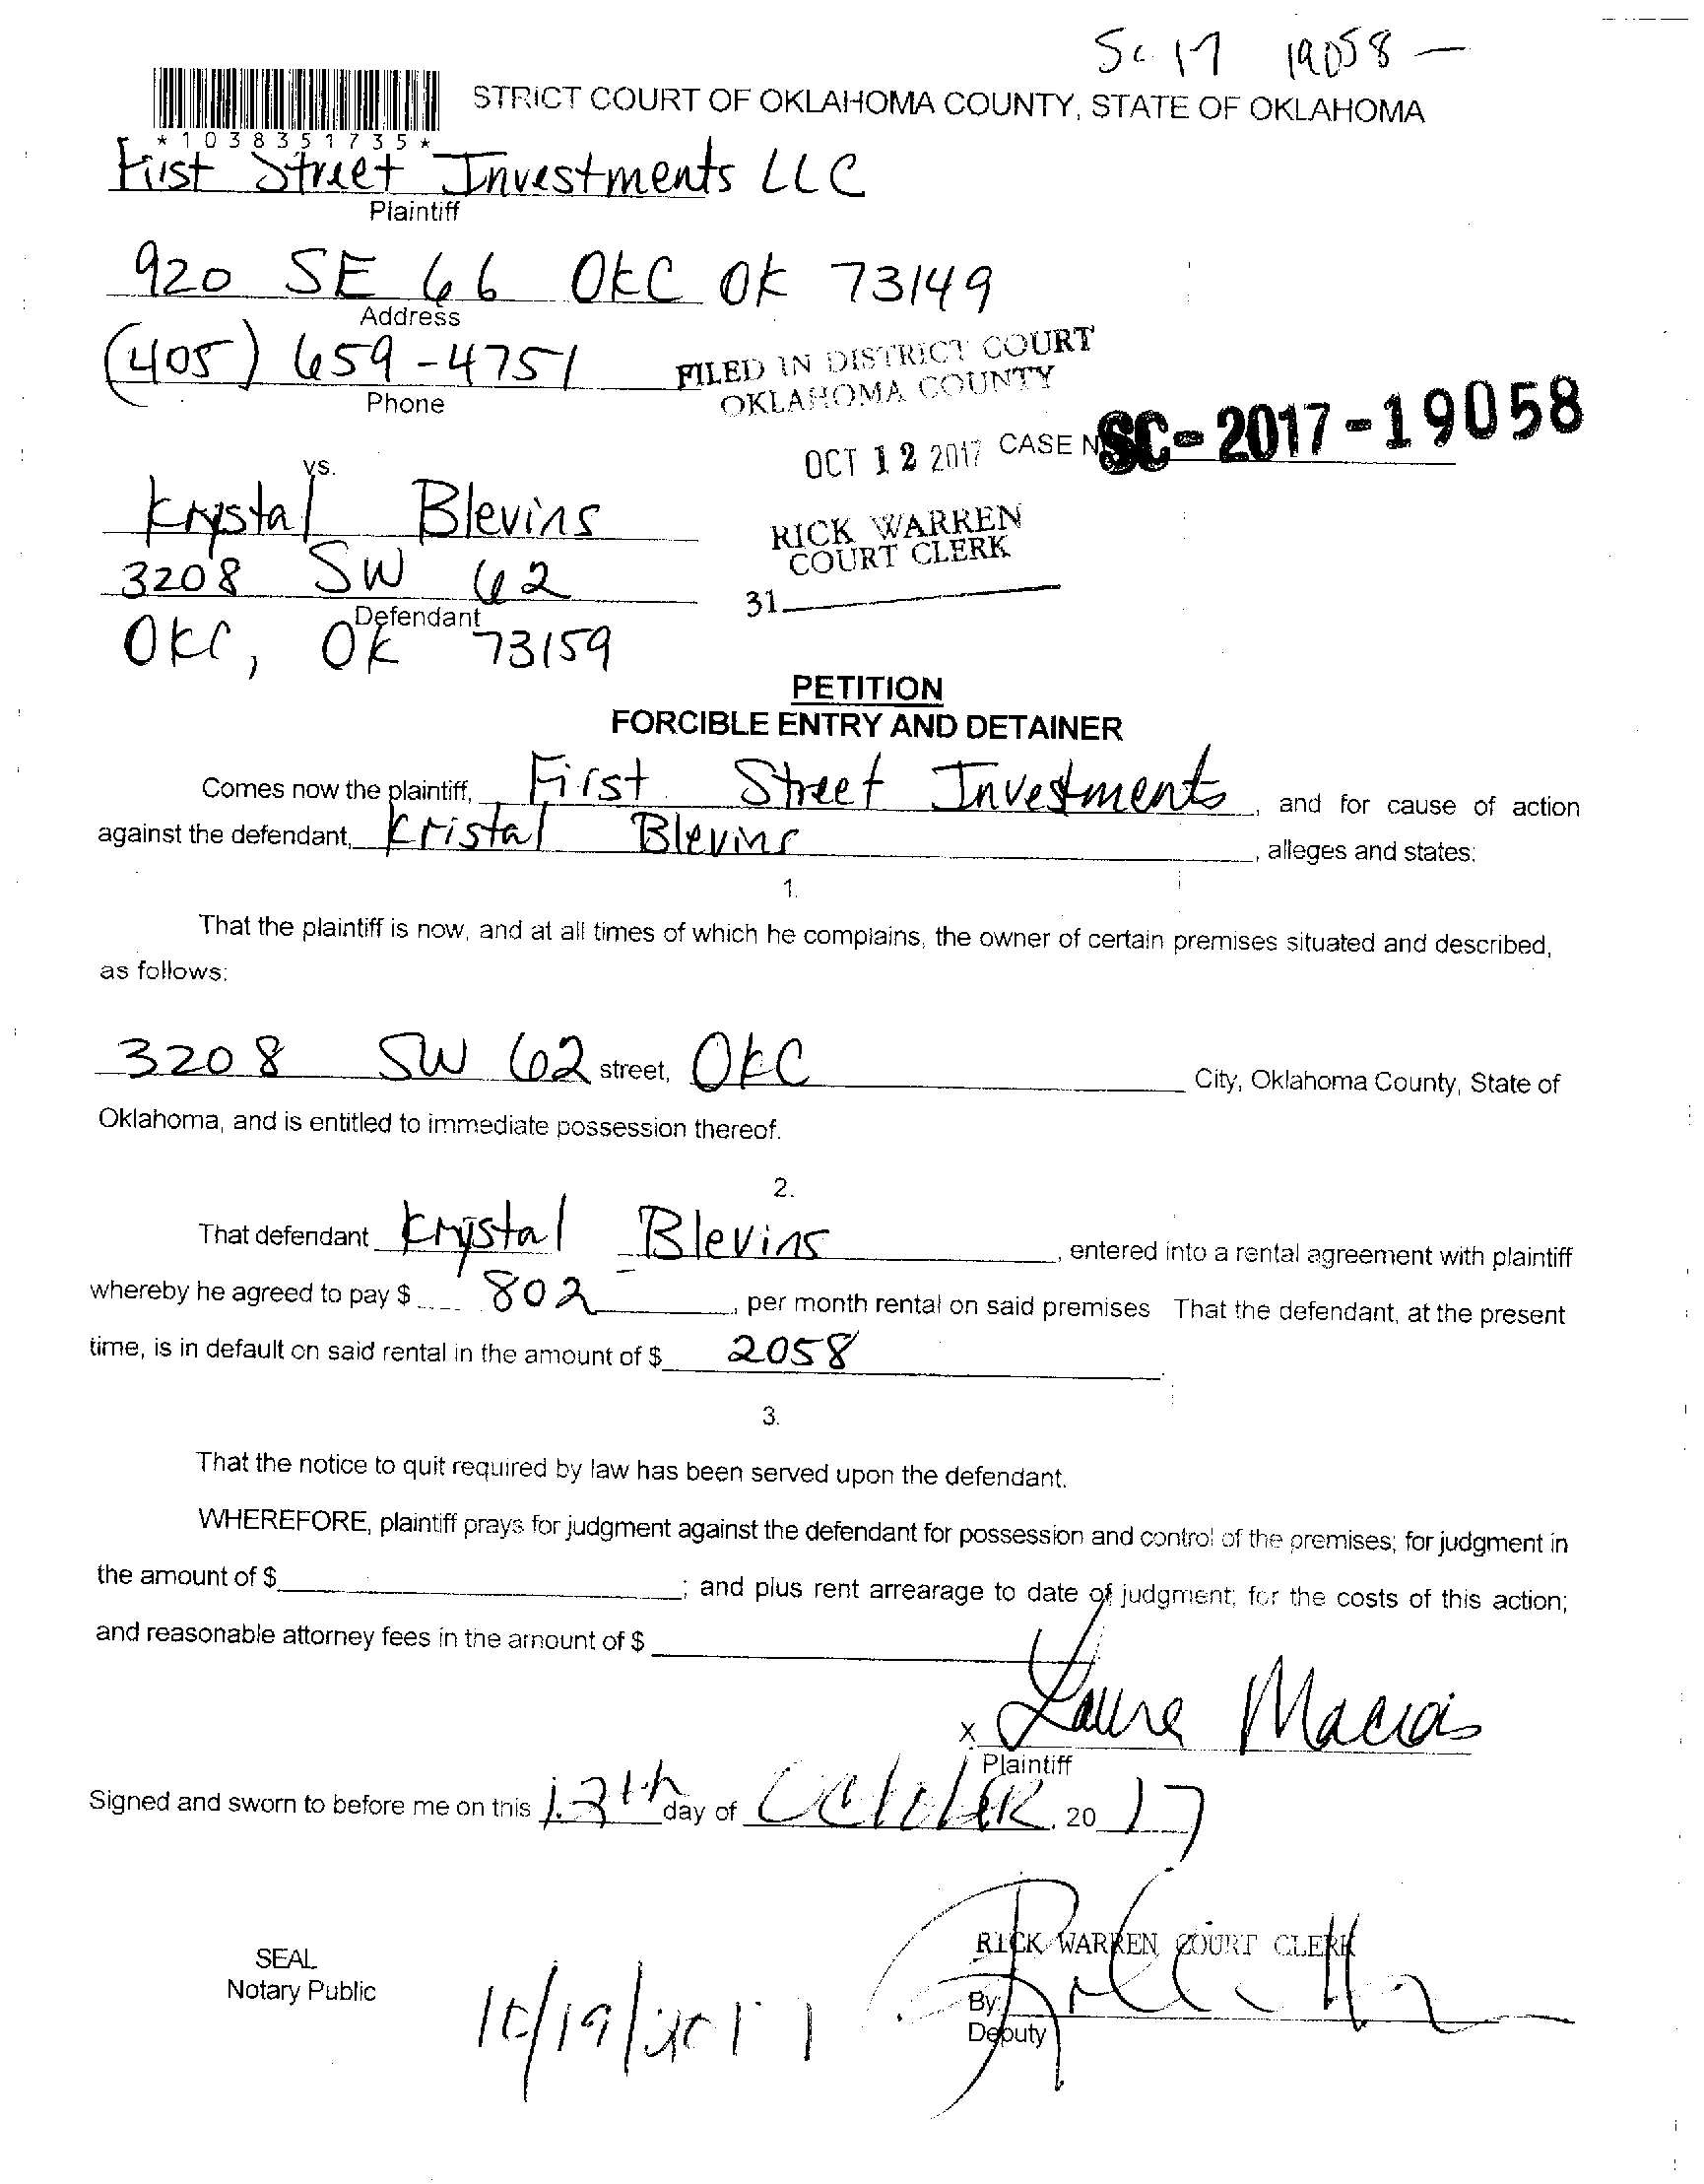 Sc 17 19058 -
STRICT COURT OF OKLAHOMA COUNTY, STATE OF OKLAHOMA
*1038351735*
First Street Investments LLC
Plaintiff
920 SE 66 OKC OK 73149
Address
(405) 659-4751
Phone
FILED IN DISTRICT COURT
OKLAHOMA COUNTY
OCT 12 2017 CASE N SC-2017-19058
vs.
Krystal Blevins
RICK WARREN
COURT CLERK
3208 SW 62
31
Defendant
OKC, OK 73159
PETITION
FORCIBLE ENTRY AND DETAINER
Comes now the plaintiff, First Street Investments, and for cause of action
against the defendant, Kristal Blevins, alleges and states:
1.
That the plaintiff is now, and at all times of which he complains, the owner of certain premises situated and described,
as follows:
3208 SW 62 street, OKC City, Oklahoma County, State of
Oklahoma, and is entitled to immediate possession thereof.
2.
That defendant Krystal Blevins, entered into a rental agreement with plaintiff
whereby he agreed to pay $ 802, per month rental on said premises That the defendant, at the present
time, is in default on said rental in the amount of $ 2058.
3.
That the notice to quit required by law has been served upon the defendant.
WHEREFORE, plaintiff prays for judgment against the defendant for possession and control of the premises; for judgment in
the amount of $ ; and plus rent arrearage to date of judgment; for the costs of this action;
and reasonable attorney fees in the amount of $
x Laura Macias
Plaintiff
Signed and sworn to before me on this 12th day of OctobeR, 20 17
RICK WARREN COURT CLERK
SEAL
Notary Public
By:
Deputy
10/19/2017